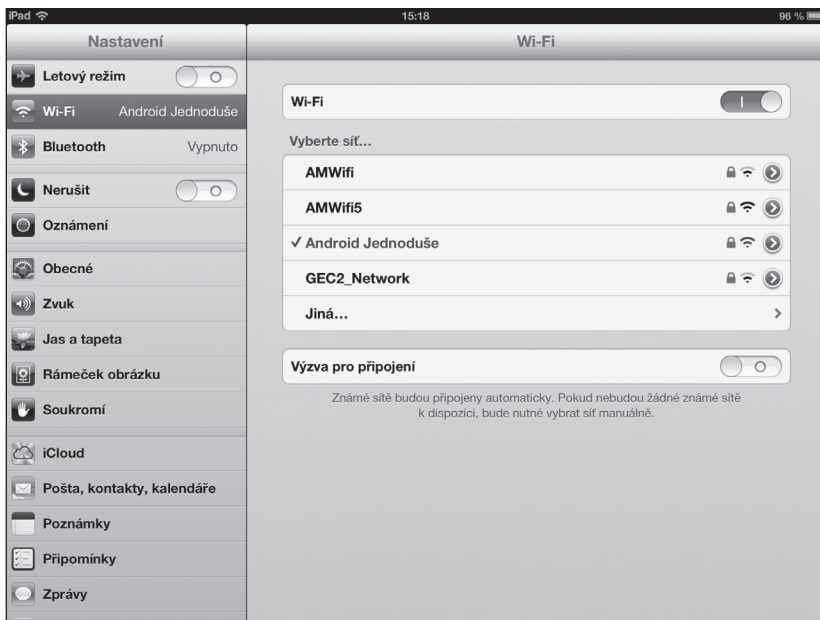 iPad 15:18 96 %
Nastavení
Letový režim
Wi-Fi Android Jednoduše
Bluetooth Vypnuto
Nerušit
Oznámení
Obecné
Zvuk
Jas a tapeta
Rámeček obrázku
Soukromí
iCloud
Pošta, kontakty, kalendáře
Poznámky
Připomínky
Zprávy
Wi-Fi
Wi-Fi
Vyberte síť...
AMWifi
AMWifi5
Android Jednoduše
GEC2_Network
Jiná...
Výzva pro připojení
Známé sítě budou připojeny automaticky. Pokud nebudou žádné známé sítě
k dispozici, bude nutné vybrat síť manuálně.